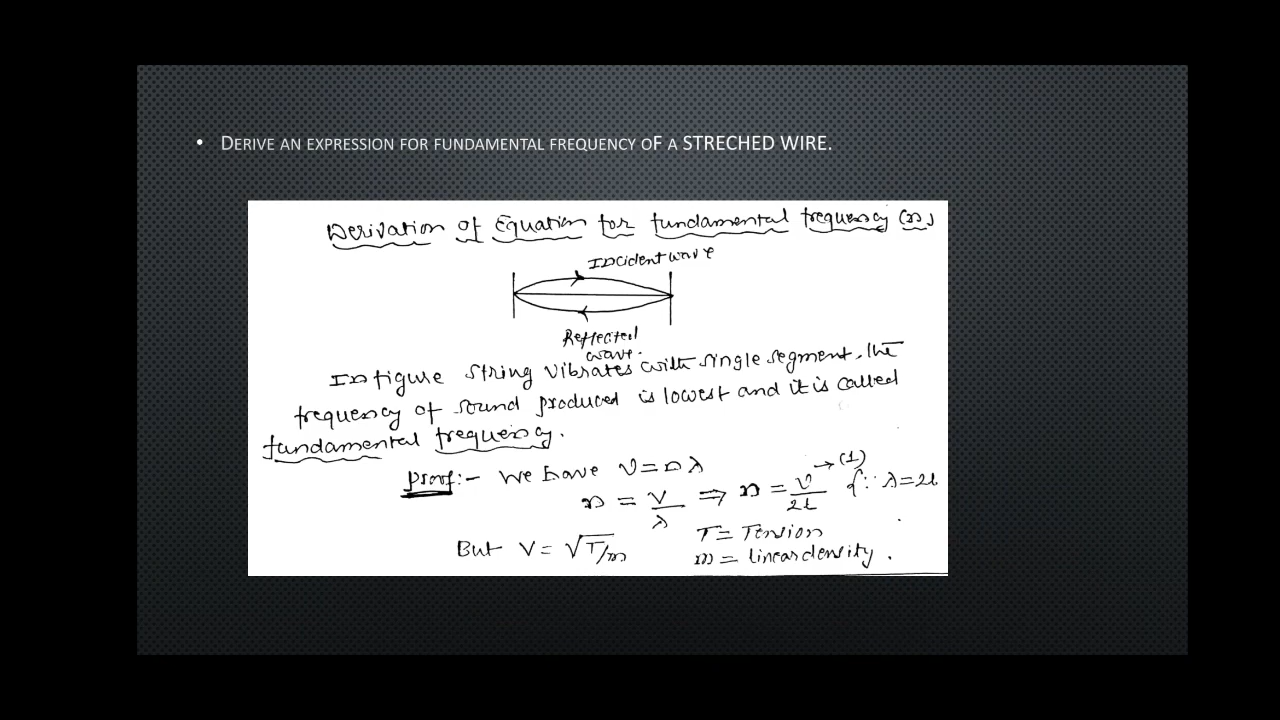 • DERIVE AN EXPRESSION FOR FUNDAMENTAL FREQUENCY OF A STRECHED WIRE.
Derivation of Equation for fundamental frequency (n)
Incident wave
Reflected
wave.
In figure string vibrates with single segment, the
frequency of sound produced is lowest and it is called
fundamental frequency.
Proof:- We have v = nλ
n = v/λ ⇒ n = v/2l → (1) {∵ λ=2l
But v = √T/m T = Tension
m = linear density.